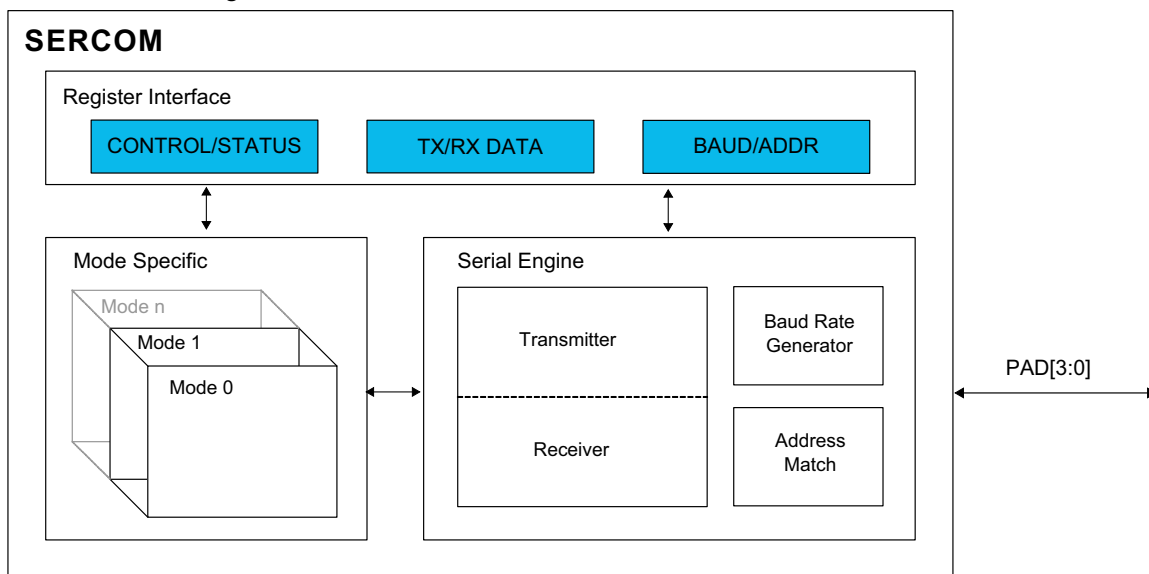 SERCOM
Register Interface
CONTROL/STATUS
TX/RX DATA
BAUD/ADDR
Mode Specific
Mode n
Mode 1
Mode 0
Serial Engine
Transmitter
Receiver
Baud Rate
Generator
Address
Match
PAD[3:0]